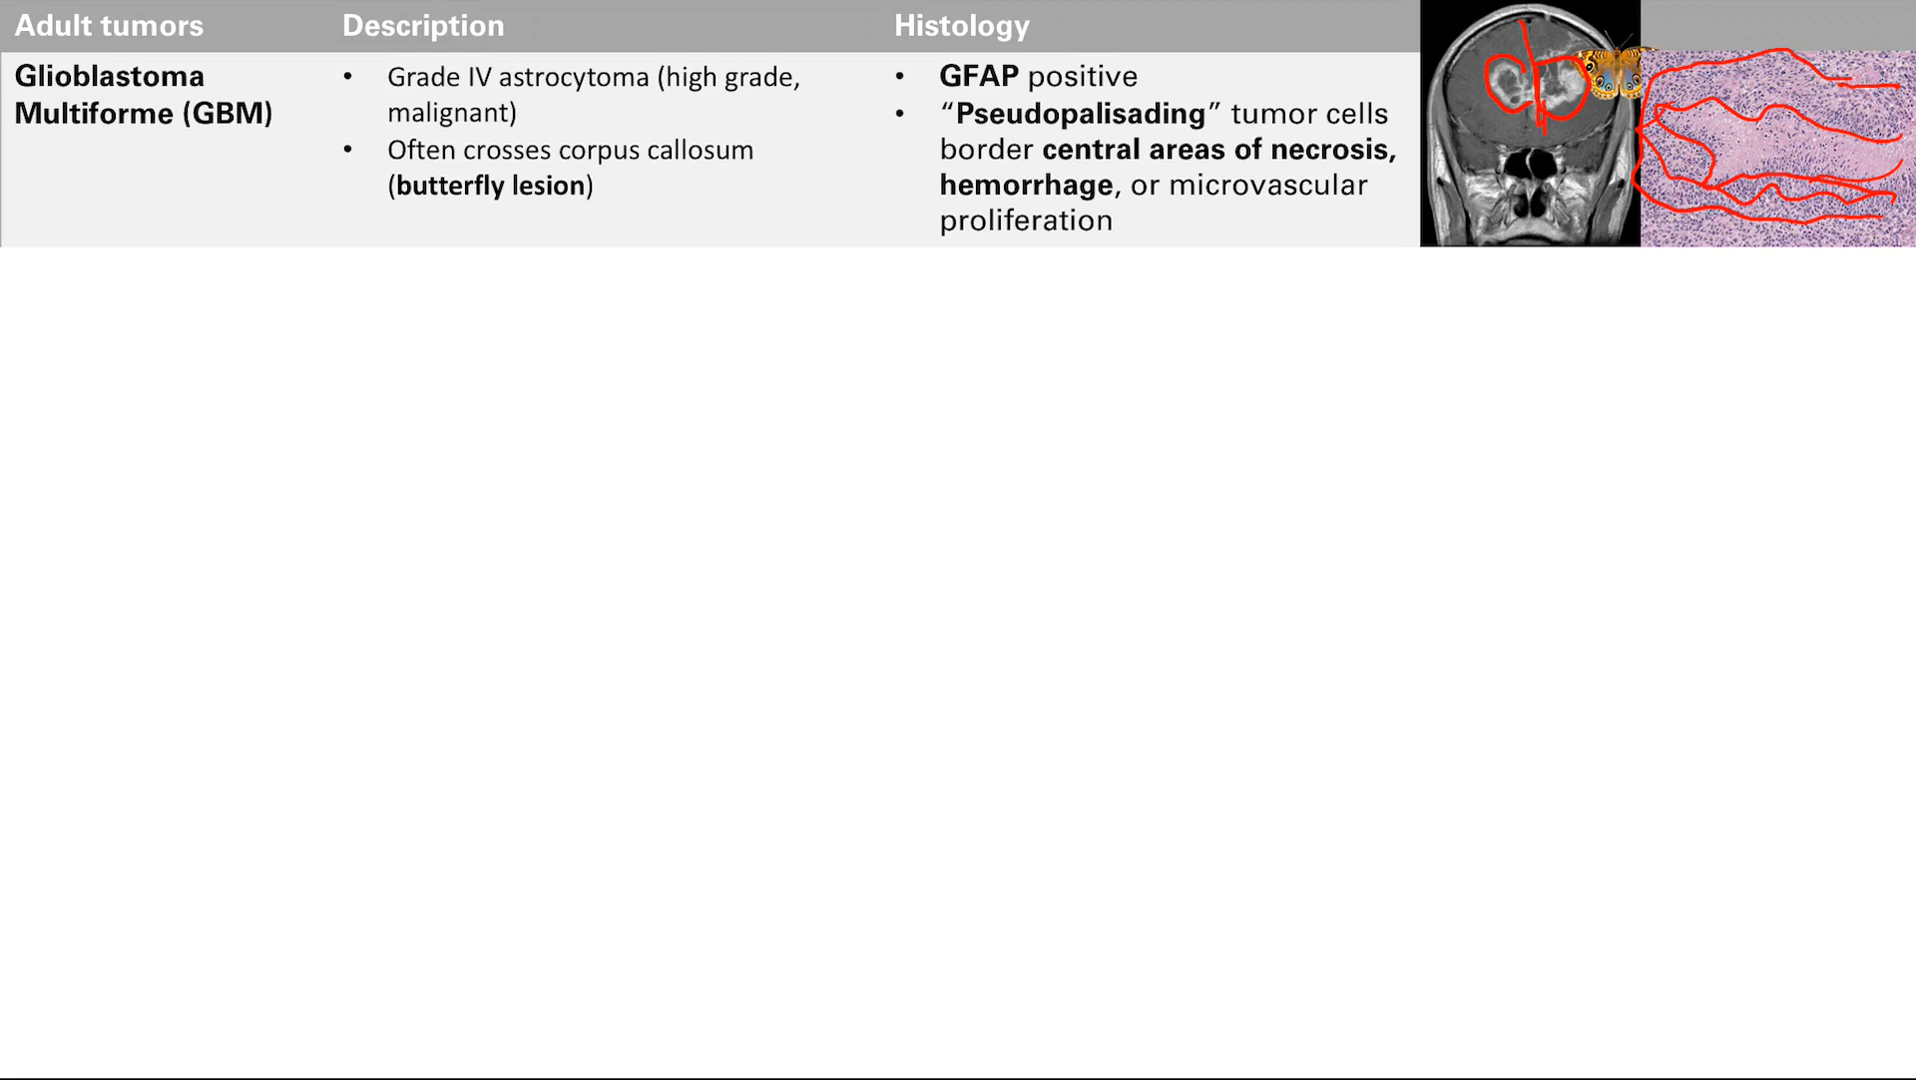 Adult tumors
Description
Histology
Glioblastoma
Multiforme (GBM)
• Grade IV astrocytoma (high grade,
malignant)
• Often crosses corpus callosum
(butterfly lesion)
• GFAP positive
• “Pseudopalisading” tumor cells
border central areas of necrosis,
hemorrhage, or microvascular
proliferation